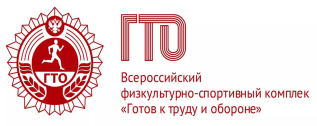 ГТО
ГТО
Всероссийский
физкультурно-спортивный комплекс
«Готов к труду и обороне»